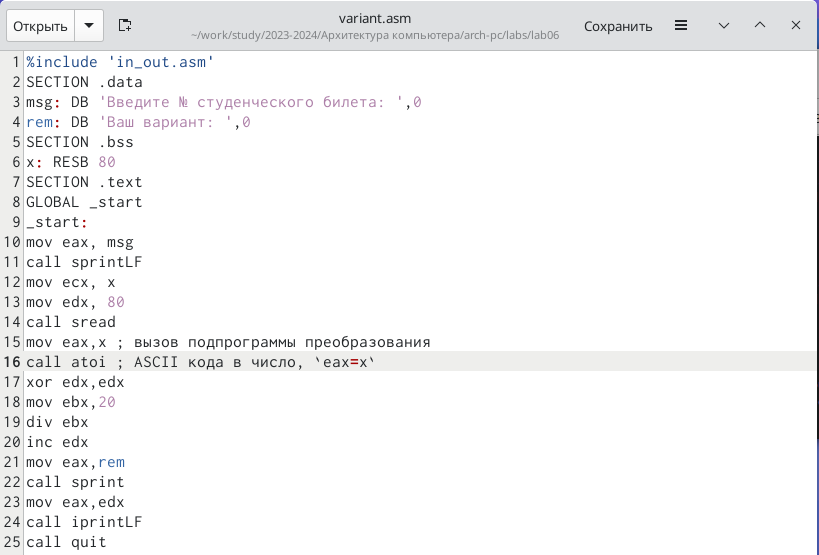 Открыть
variant.asm
~/work/study/2023-2024/Архитектура компьютера/arch-pc/labs/lab06
Сохранить
1 %include 'in_out.asm'
2 SECTION .data
3 msg: DB 'Введите № студенческого билета: ',0
4 rem: DB 'Ваш вариант: ',0
5 SECTION .bss
6 x: RESB 80
7 SECTION .text
8 GLOBAL _start
9 _start:
10 mov eax, msg
11 call sprintLF
12 mov ecx, x
13 mov edx, 80
14 call sread
15 mov eax,x ; вызов подпрограммы преобразования
16 call atoi ; ASCII кода в число, `eax=x`
17 xor edx,edx
18 mov ebx,20
19 div ebx
20 inc edx
21 mov eax,rem
22 call sprint
23 mov eax,edx
24 call iprintLF
25 call quit